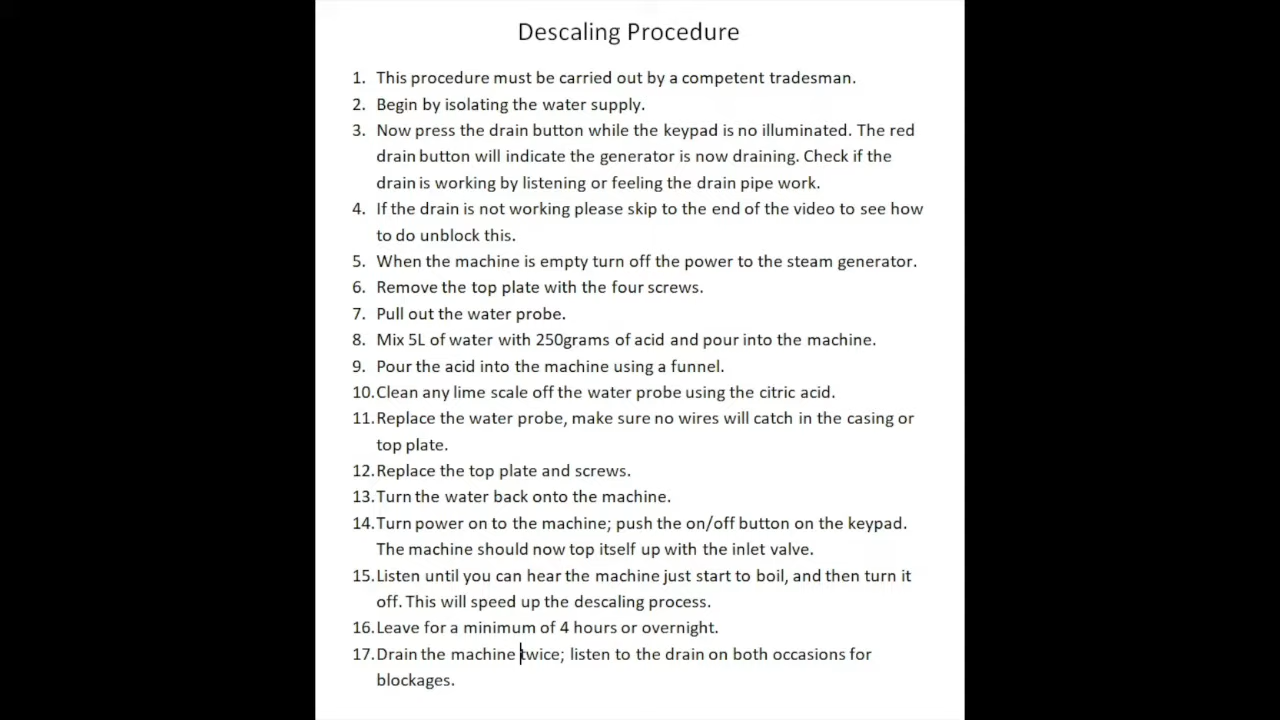 Descaling Procedure
1. This procedure must be carried out by a competent tradesman.
2. Begin by isolating the water supply.
3. Now press the drain button while the keypad is no illuminated. The red
drain button will indicate the generator is now draining. Check if the
drain is working by listening or feeling the drain pipe work.
4. If the drain is not working please skip to the end of the video to see how
to do unblock this.
5. When the machine is empty turn off the power to the steam generator.
6. Remove the top plate with the four screws.
7. Pull out the water probe.
8. Mix 5L of water with 250grams of acid and pour into the machine.
9. Pour the acid into the machine using a funnel.
10. Clean any lime scale off the water probe using the citric acid.
11. Replace the water probe, make sure no wires will catch in the casing or
top plate.
12. Replace the top plate and screws.
13. Turn the water back onto the machine.
14. Turn power on to the machine; push the on/off button on the keypad.
The machine should now top itself up with the inlet valve.
15. Listen until you can hear the machine just start to boil, and then turn it
off. This will speed up the descaling process.
16. Leave for a minimum of 4 hours or overnight.
17. Drain the machine twice; listen to the drain on both occasions for
blockages.